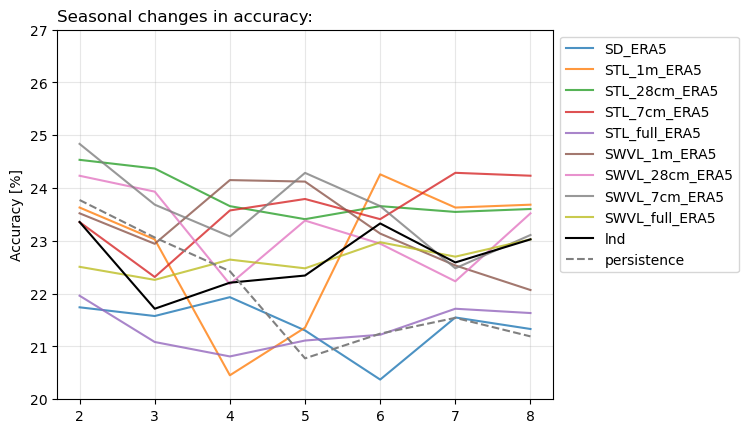 Seasonal changes in accuracy:
27
26
25
24
23
22
21
20
Accuracy [%]
2 3 4 5 6 7 8
SD_ERA5
STL_1m_ERA5
STL_28cm_ERA5
STL_7cm_ERA5
STL_full_ERA5
SWVL_1m_ERA5
SWVL_28cm_ERA5
SWVL_7cm_ERA5
SWVL_full_ERA5
lnd
persistence